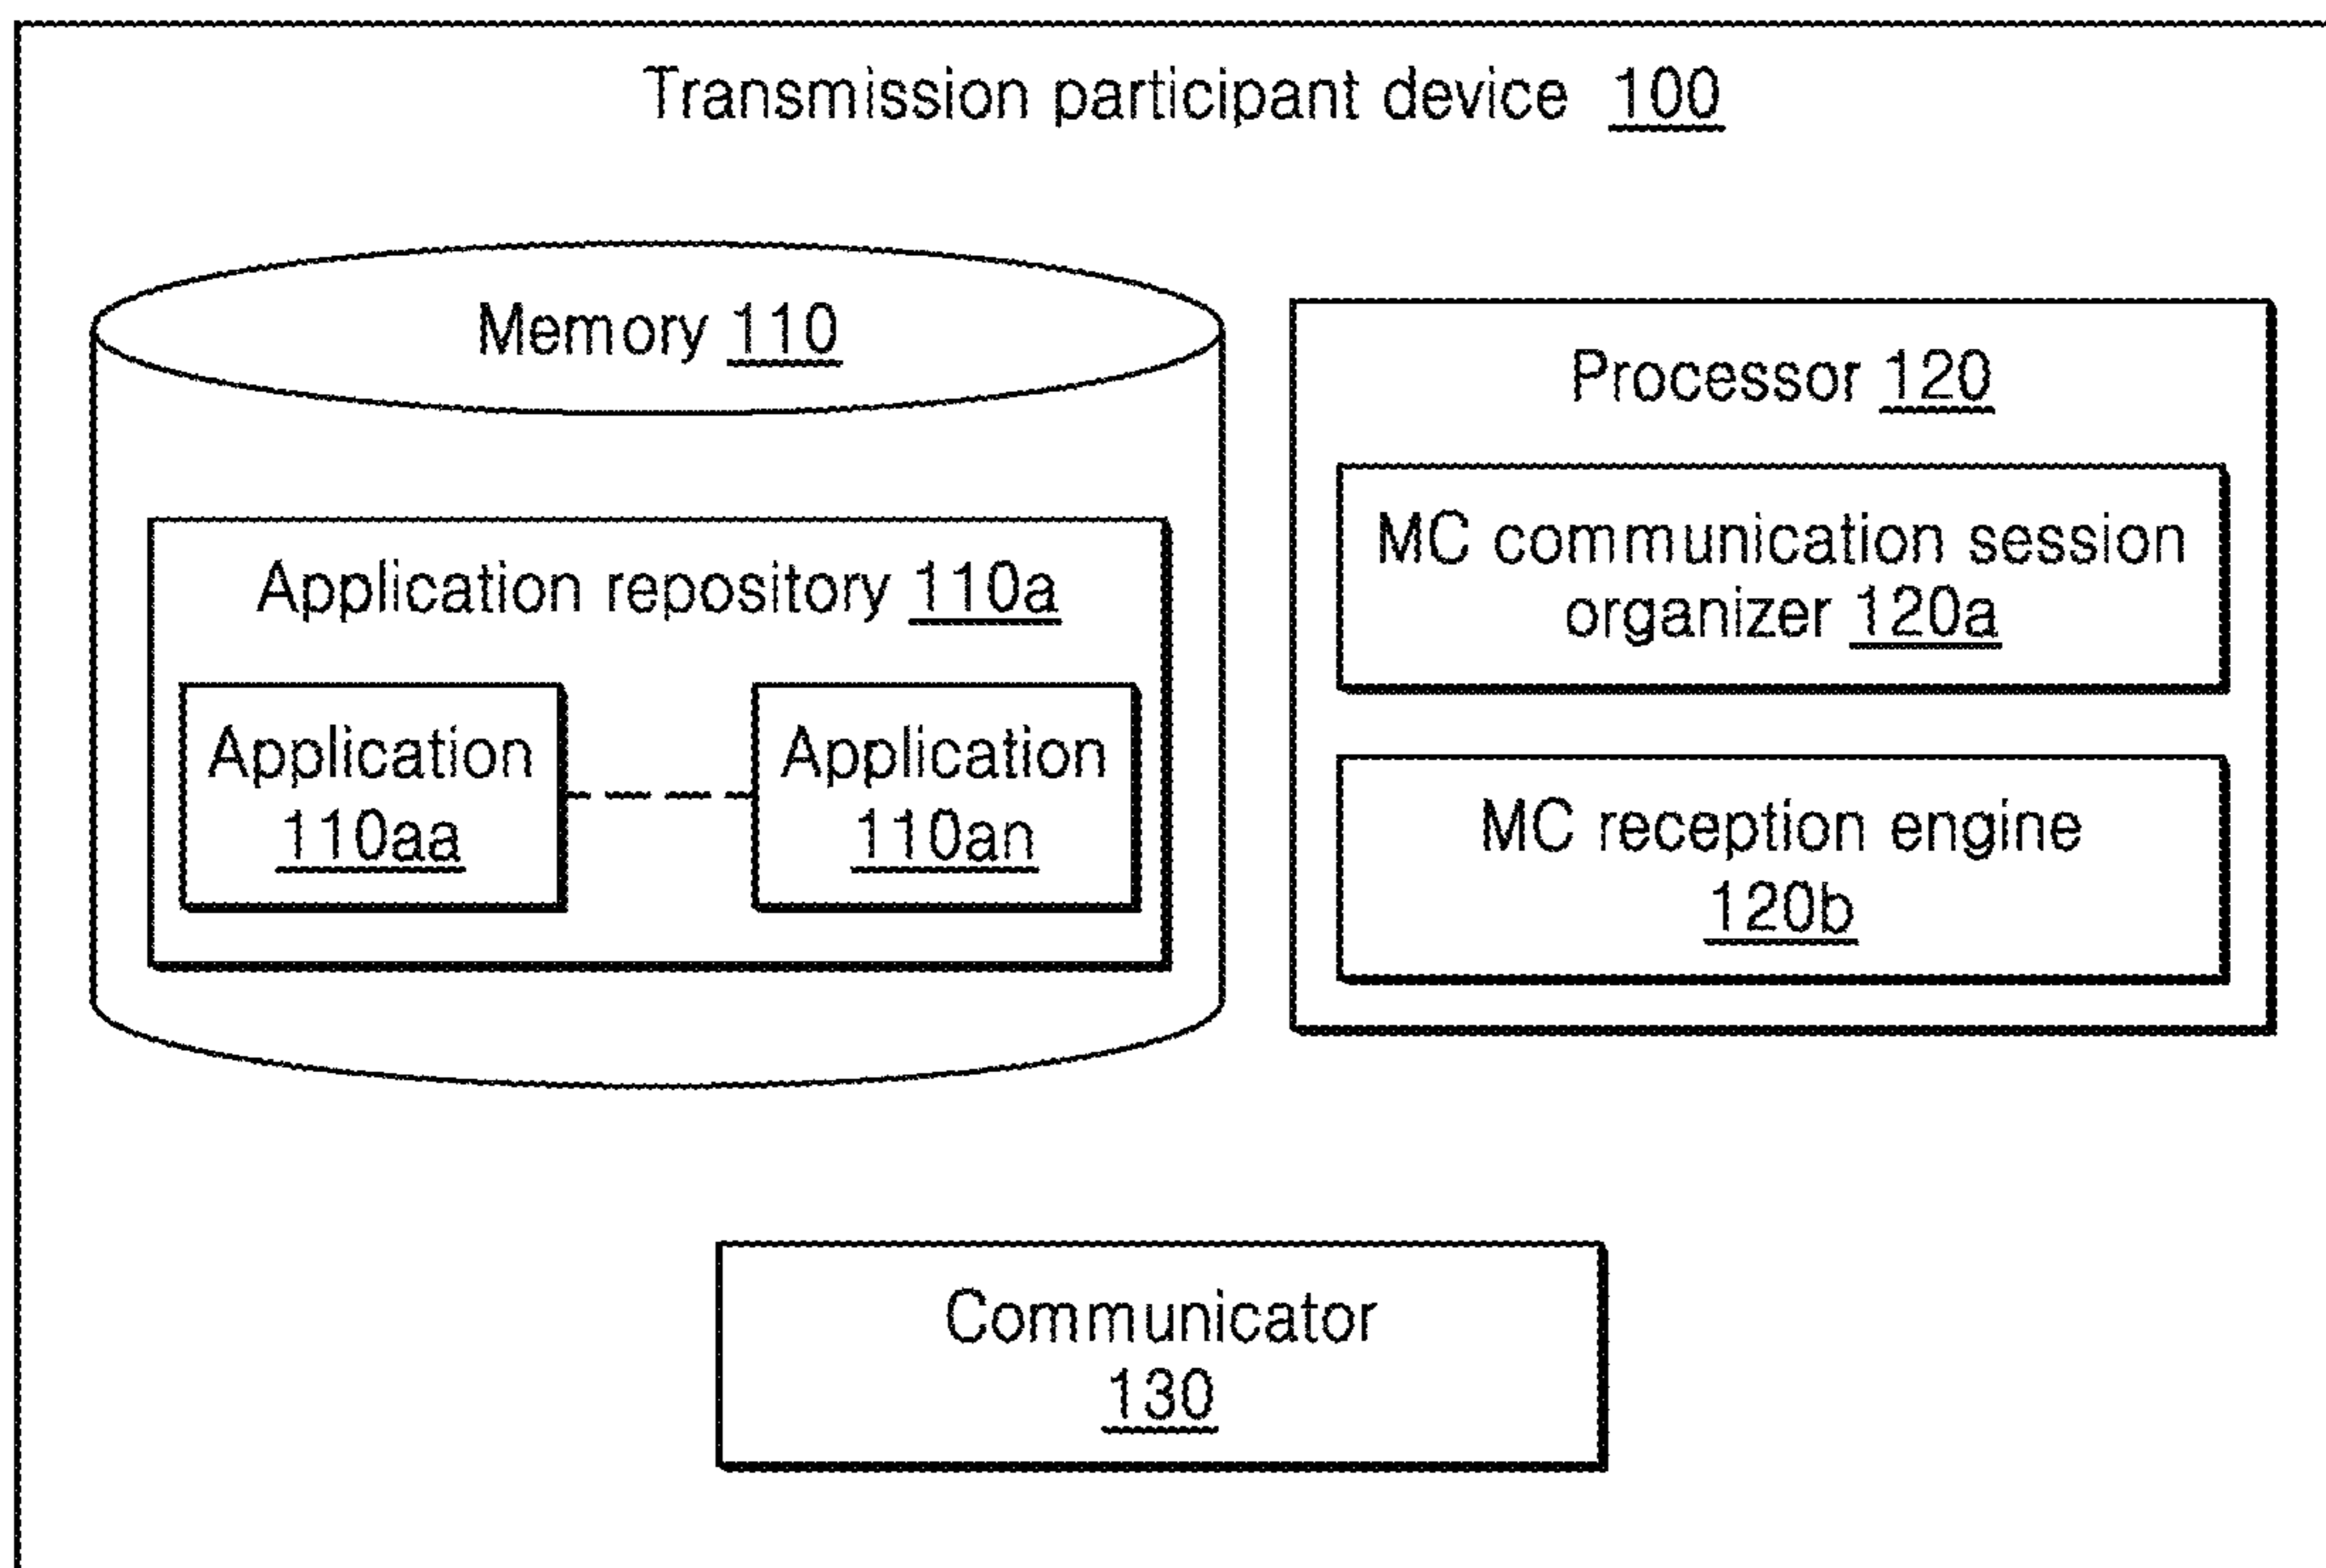 Transmission participant device 100
Memory 110
Application repository 110a
Application
110aa
Application
110an
Processor 120
MC communication session
organizer 120a
MC reception engine
120b
Communicator
130